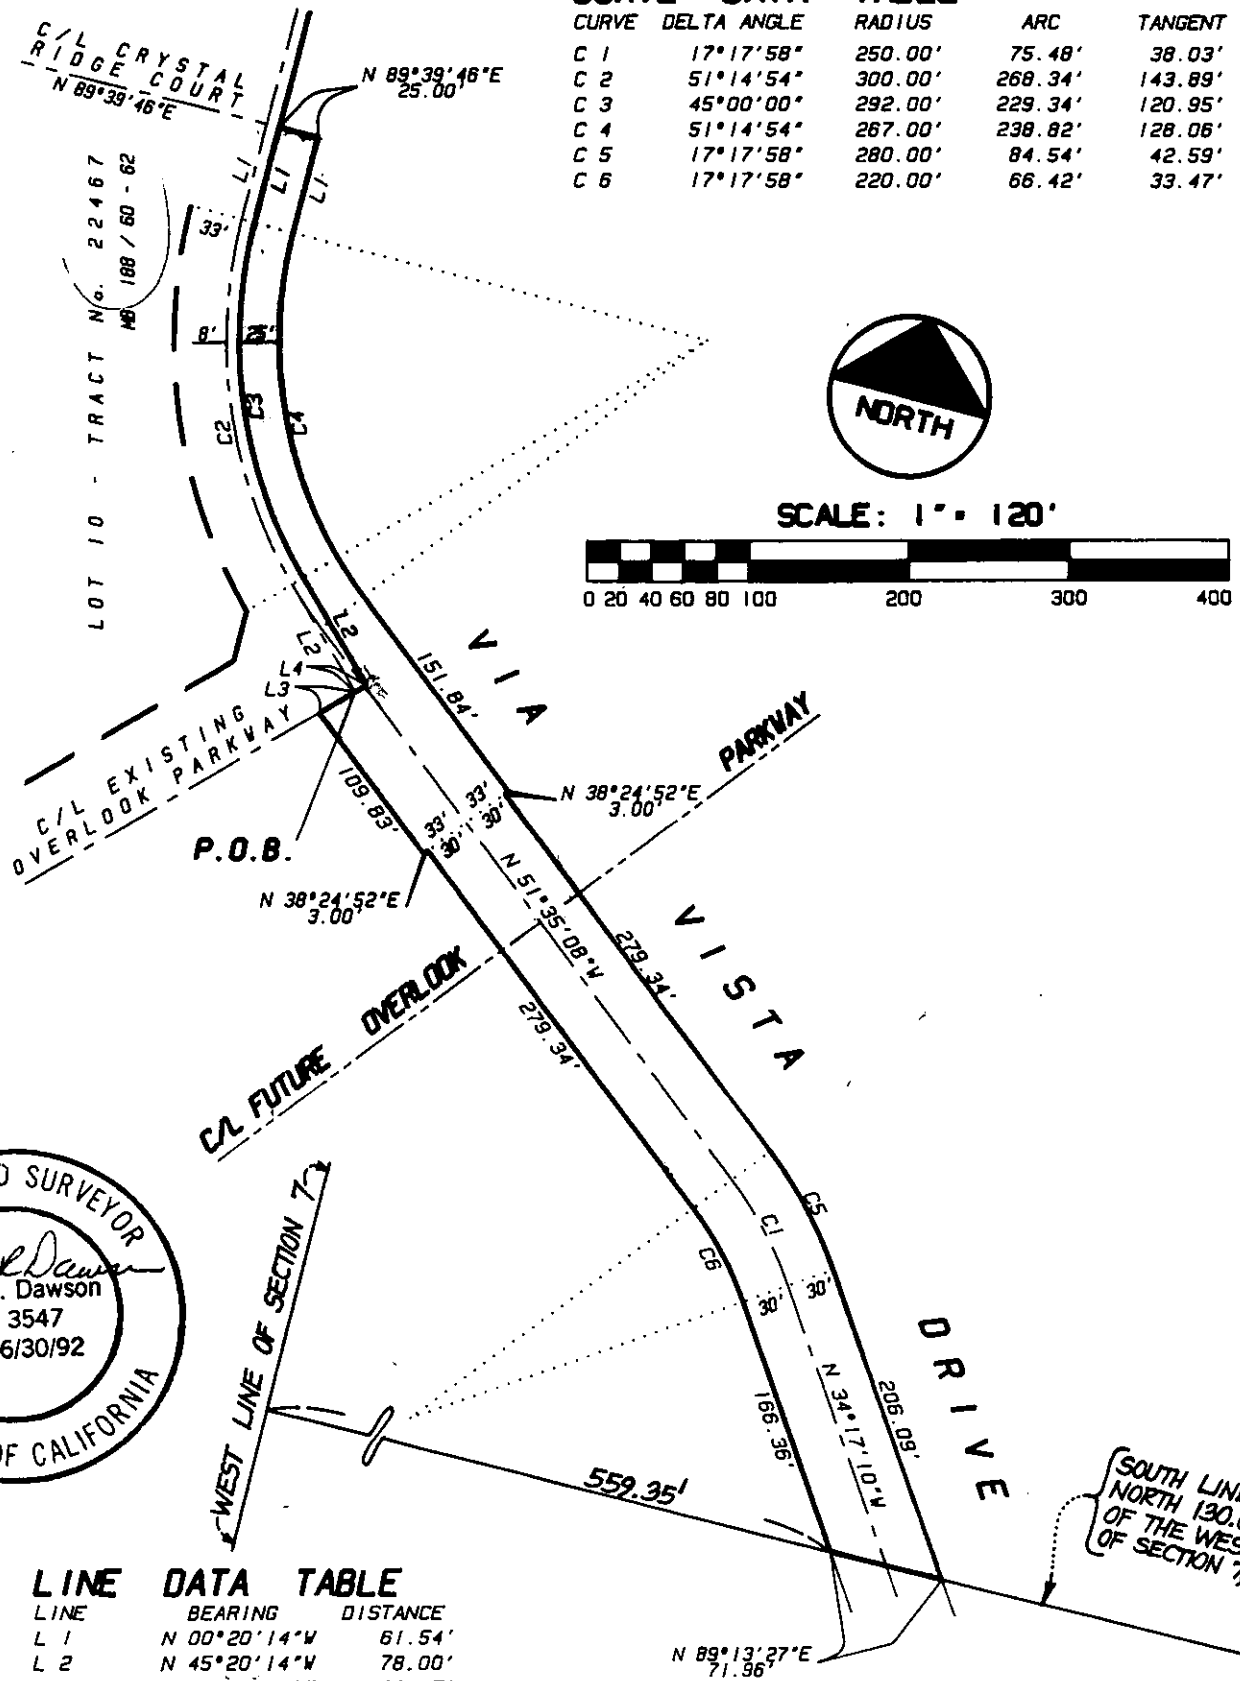 CURVE DATA TABLE
CURVE DELTA ANGLE RADIUS ARC TANGENT
C 1 17°17'58" 250.00' 75.48' 38.03'
C 2 51°14'54" 300.00' 268.34' 143.89'
C 3 45°00'00" 292.00' 229.34' 120.95'
C 4 51°14'54" 267.00' 238.82' 128.06'
C 5 17°17'58" 280.00' 84.54' 42.59'
C 6 17°17'58" 220.00' 66.42' 33.47'
C/L CRYSTAL
RIDGE COURT
N 89°39'46"E
N 89°39'46"E
25.00'
L1
L1
L1
LOT 10 - TRACT No. 22467
MB 188 / 60 - 62
33'
8'
25'
C2
C3
C4
NORTH
SCALE: 1" = 120'
0 20 40 60 80 100 200 300 400
L2
L2
L4
L3
C/L EXISTING
OVERLOOK PARKWAY
P.O.B.
151.84'
109.83'
VIA
VISTA
DRIVE
33'
33'
30'
30'
N 38°24'52"E
3.00'
N 38°24'52"E
3.00'
N 51°35'08"W
C/L FUTURE OVERLOOK PARKWAY
279.34'
279.34'
C1
C5
C6
30'
30'
N 34°17'10"W
206.09'
166.36'
WEST LINE OF SECTION 7
559.35'
SURVEYOR
Dawson
3547
6/30/92
OF CALIFORNIA
SOUTH LINE
NORTH 130.
OF THE WES
OF SECTION 7
N 89°13'27"E
71.96'
LINE DATA TABLE
LINE BEARING DISTANCE
L 1 N 00°20'14"W 61.54'
L 2 N 45°20'14"W 78.00'